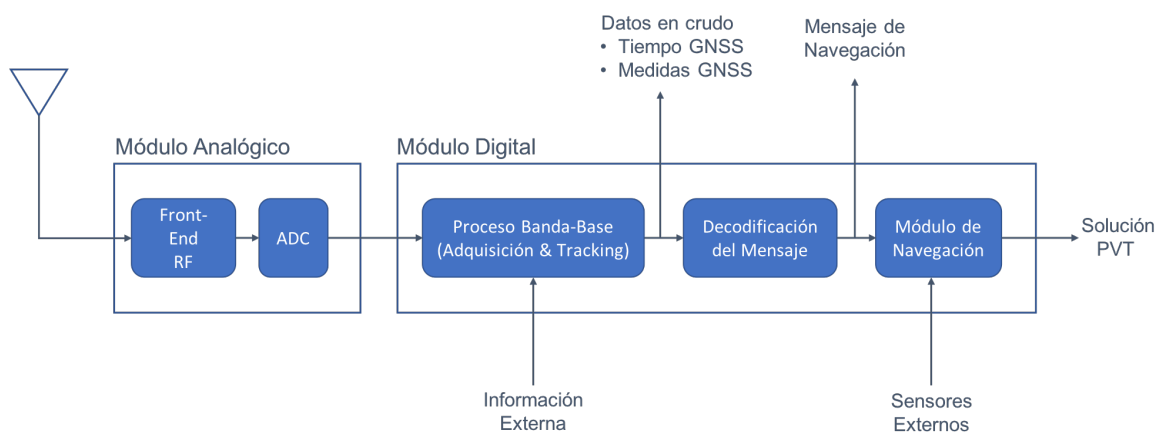 Datos en crudo
• Tiempo GNSS
• Medidas GNSS
Mensaje de
Navegación
Módulo Analógico
Módulo Digital
Front-
End
RF
ADC
Proceso Banda-Base
(Adquisición & Tracking)
Decodificación
del Mensaje
Módulo de
Navegación
Solución
PVT
Información
Externa
Sensores
Externos